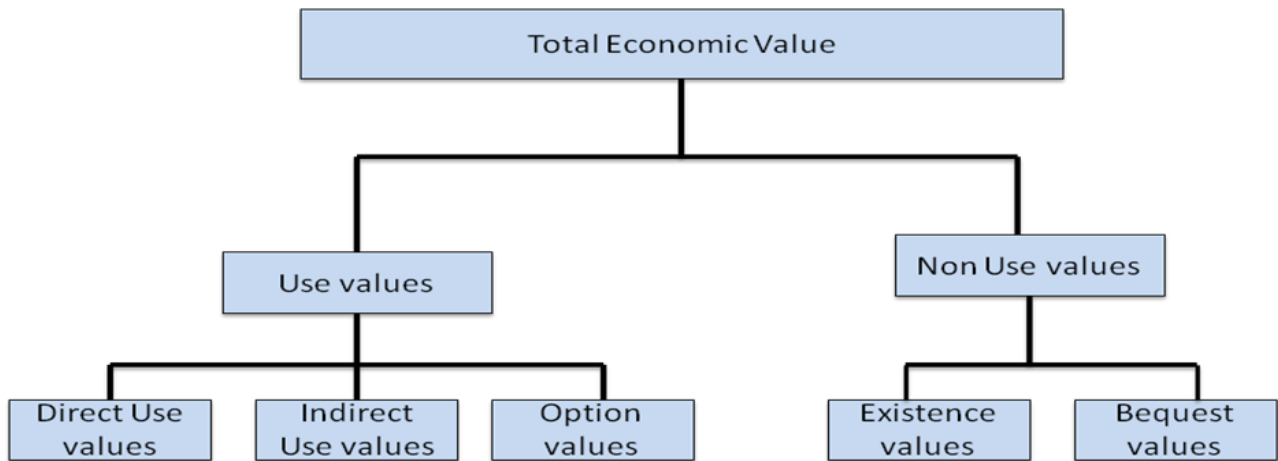 Total Economic Value
Use values
Non Use values
Direct Use
values
Indirect
Use values
Option
values
Existence
values
Bequest
values